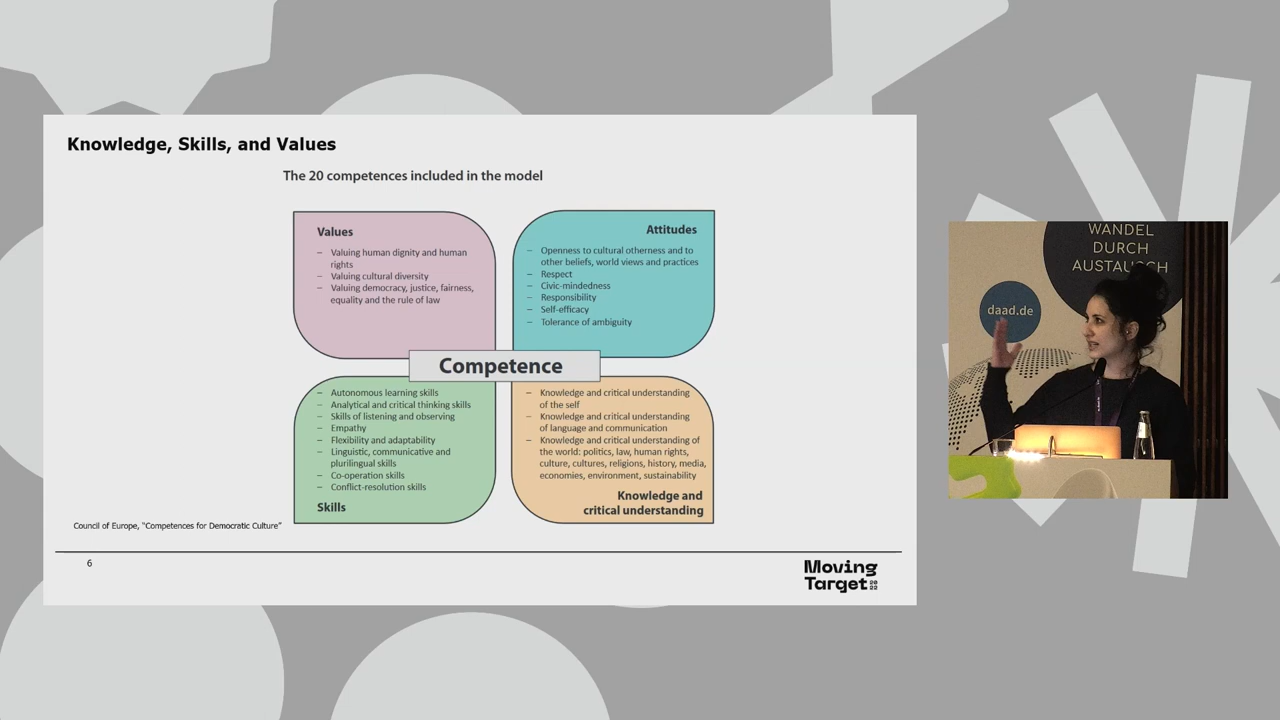 Knowledge, Skills, and Values
The 20 competences included in the model
Values
– Valuing human dignity and human
rights
– Valuing cultural diversity
– Valuing democracy, justice, fairness,
equality and the rule of law
Attitudes
– Openness to cultural otherness and to
other beliefs, world views and practices
– Respect
– Civic-mindedness
– Responsibility
– Self-efficacy
– Tolerance of ambiguity
Competence
– Autonomous learning skills
– Analytical and critical thinking skills
– Skills of listening and observing
– Empathy
– Flexibility and adaptability
– Linguistic, communicative and
plurilingual skills
– Co-operation skills
– Conflict-resolution skills
Skills
– Knowledge and critical understanding
of the self
– Knowledge and critical understanding
of language and communication
– Knowledge and critical understanding of
the world: politics, law, human rights,
culture, cultures, religions, history, media,
economies, environment, sustainability
Knowledge and
critical understanding
Council of Europe, "Competences for Democratic Culture"
6
Moving
Target 2022
WANDEL
DURCH
AUSTAUSCH
daad.de